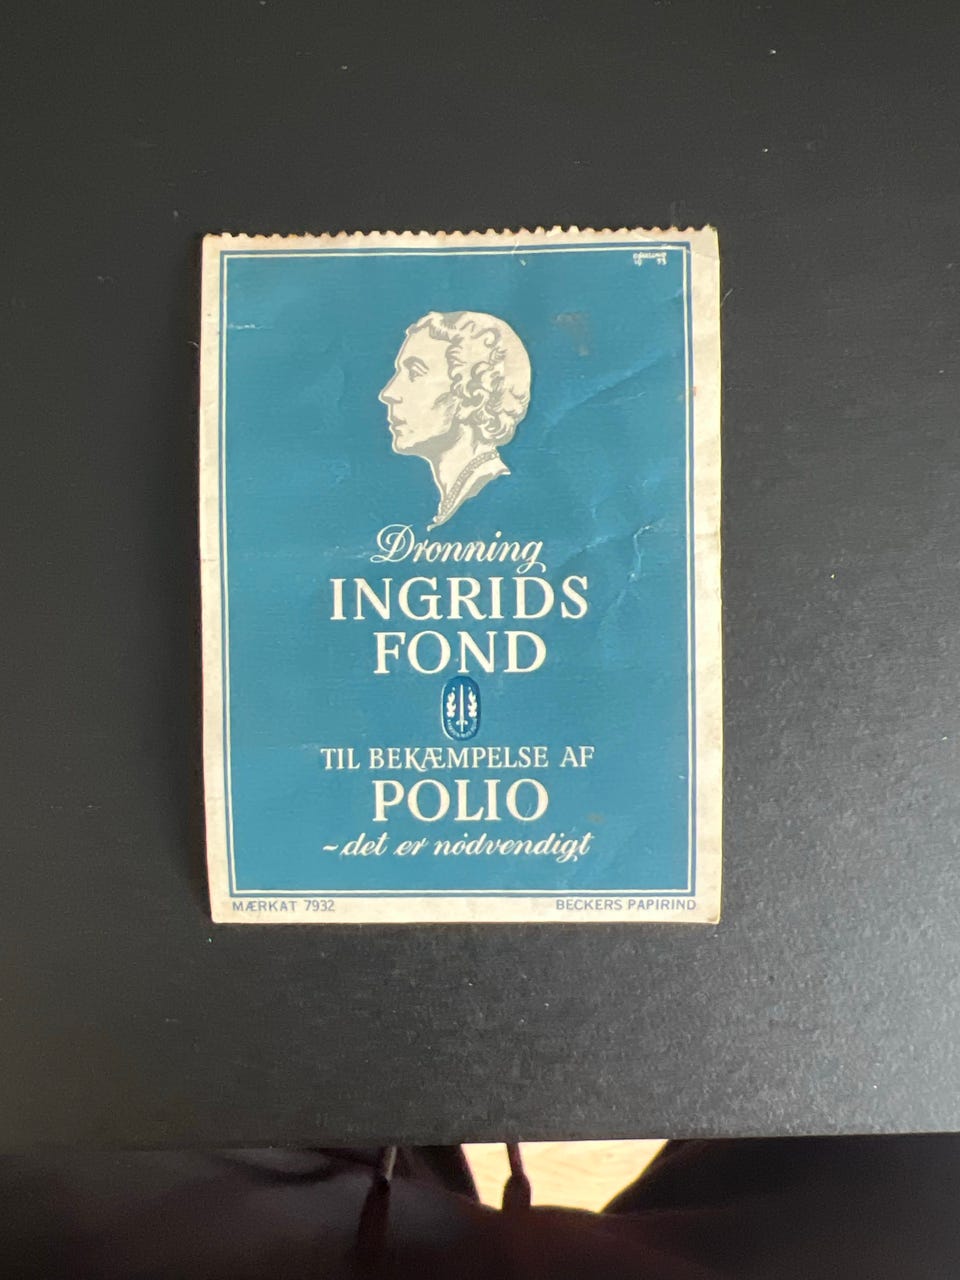 Dronning
INGRIDS
FOND
TIL BEKÆMPELSE AF
POLIO
~det er nødvendigt
MÆRKAT 7932
BECKERS PAPIRIND